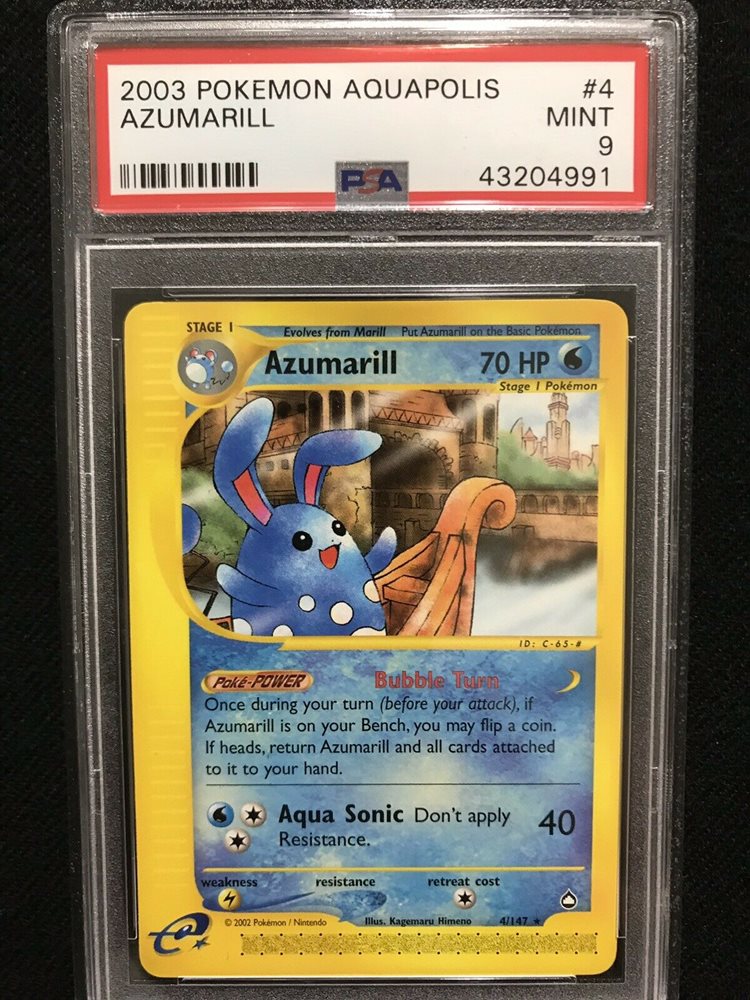 2003 POKEMON AQUAPOLIS #4
AZUMARILL MINT
9
PSA 43204991
STAGE 1 Evolves from Marill Put Azumarill on the Basic Pokémon
Azumarill 70 HP
Stage 1 Pokémon
ID: C-65-#
Poké-POWER Bubble Turn
Once during your turn (before your attack), if
Azumarill is on your Bench, you may flip a coin.
If heads, return Azumarill and all cards attached
to it to your hand.
Aqua Sonic Don't apply 40
Resistance.
weakness resistance retreat cost
© 2002 Pokémon / Nintendo Illus. Kagemaru Himeno 4/147 ★
e